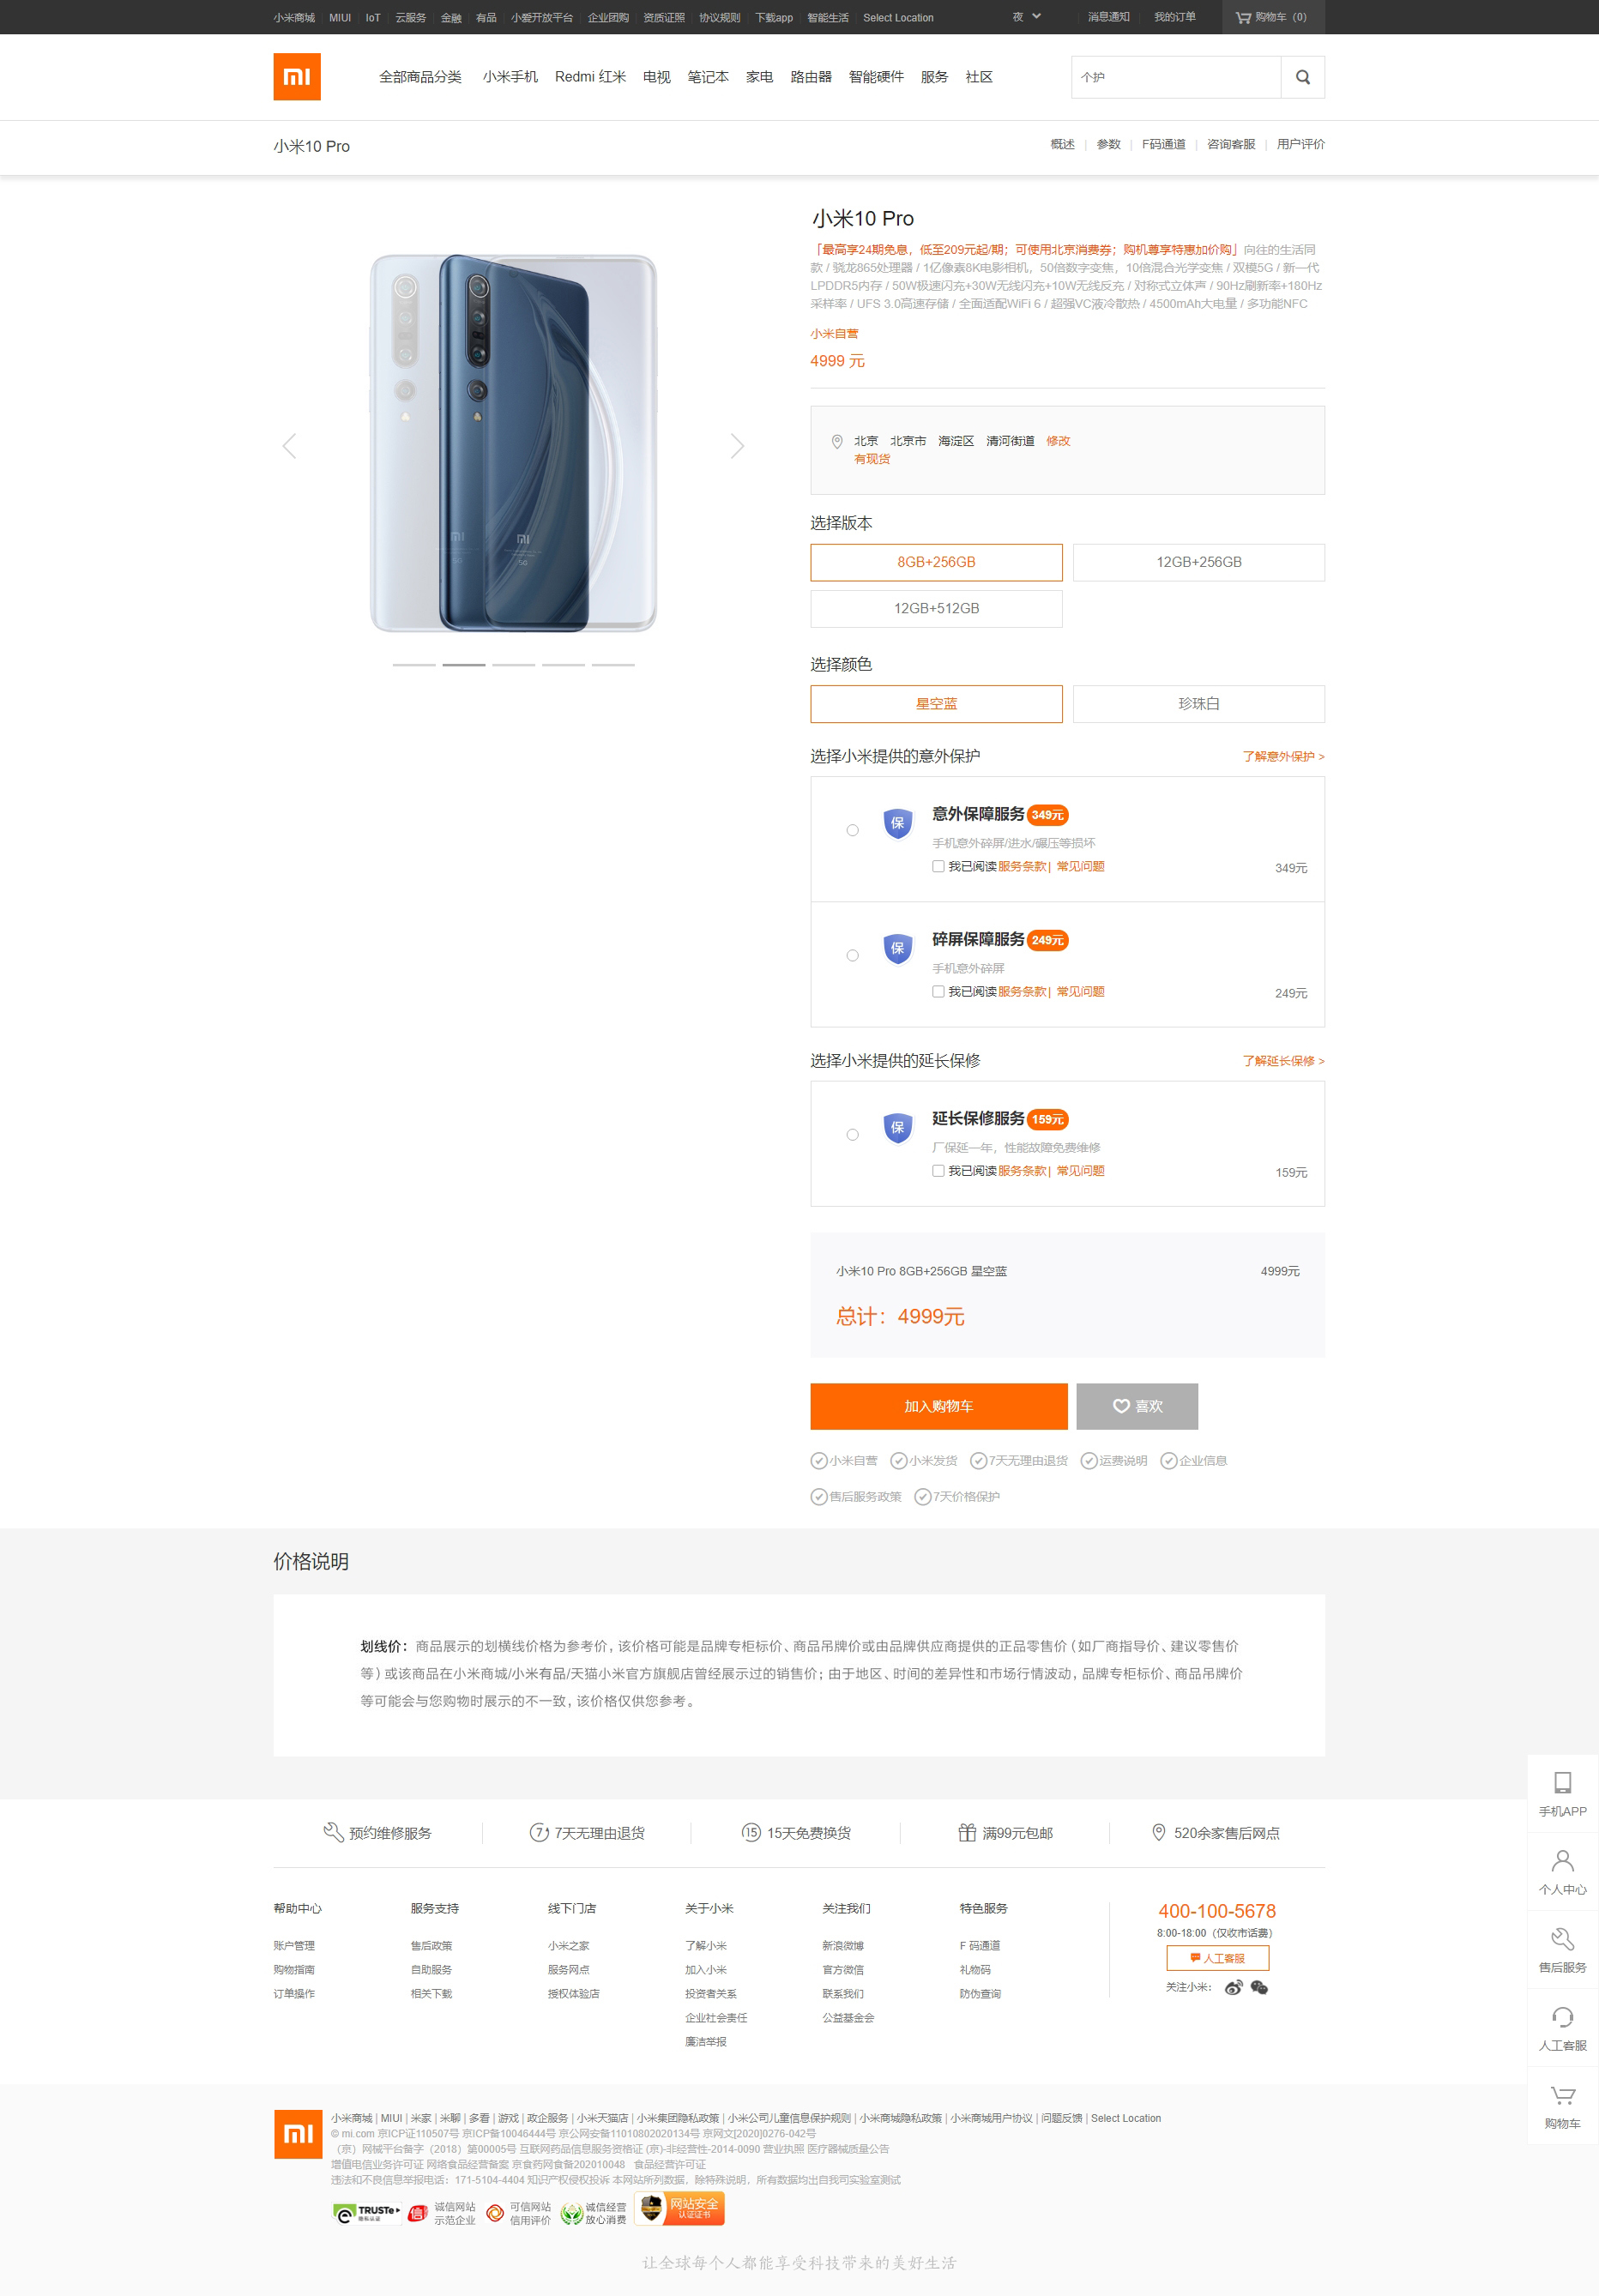 小米商城 MIUI IoT 云服务 金融 有品 小爱开放平台 企业团购 资质证照 协议规则 下载app 智能生活 Select Location 夜 消息通知 我的订单 购物车（0）
全部商品分类 小米手机 Redmi 红米 电视 笔记本 家电 路由器 智能硬件 服务 社区 个护
小米10 Pro 概述 | 参数 | F码通道 | 咨询客服 | 用户评价
小米10 Pro
「最高享24期免息，低至209元起/期；可使用北京消费券；购机尊享特惠加价购」向往的生活同
款 / 骁龙865处理器 / 1亿像素8K电影相机，50倍数字变焦，10倍混合光学变焦 / 双模5G / 新一代
LPDDR5内存 / 50W极速闪充+30W无线闪充+10W无线反充 / 对称式立体声 / 90Hz刷新率+180Hz
采样率 / UFS 3.0高速存储 / 全面适配WiFi 6 / 超强VC液冷散热 / 4500mAh大电量 / 多功能NFC
小米自营
4999 元
北京 北京市 海淀区 清河街道 修改
有现货
选择版本
8GB+256GB 12GB+256GB
12GB+512GB
选择颜色
星空蓝 珍珠白
选择小米提供的意外保护 了解意外保护 >
保 意外保障服务 349元
手机意外碎屏/进水/碾压等损坏
我已阅读服务条款 | 常见问题 349元
保 碎屏保障服务 249元
手机意外碎屏
我已阅读服务条款 | 常见问题 249元
选择小米提供的延长保修 了解延长保修 >
保 延长保修服务 159元
厂保延一年，性能故障免费维修
我已阅读服务条款 | 常见问题 159元
小米10 Pro 8GB+256GB 星空蓝 4999元
总计：4999元
加入购物车 喜欢
小米自营 小米发货 7天无理由退货 运费说明 企业信息
售后服务政策 7天价格保护
价格说明
划线价：商品展示的划横线价格为参考价，该价格可能是品牌专柜标价、商品吊牌价或由品牌供应商提供的正品零售价（如厂商指导价、建议零售价
等）或该商品在小米商城/小米有品/天猫小米官方旗舰店曾经展示过的销售价；由于地区、时间的差异性和市场行情波动，品牌专柜标价、商品吊牌价
等可能会与您购物时展示的不一致，该价格仅供您参考。
手机APP
个人中心
售后服务
人工客服
购物车
预约维修服务 7天无理由退货 15天免费换货 满99元包邮 520余家售后网点
帮助中心 服务支持 线下门店 关于小米 关注我们 特色服务 400-100-5678
8:00-18:00（仅收市话费）
账户管理 售后政策 小米之家 了解小米 新浪微博 F 码通道 人工客服
购物指南 自助服务 服务网点 加入小米 官方微信 礼物码
订单操作 相关下载 授权体验店 投资者关系 联系我们 防伪查询 关注小米：
企业社会责任 公益基金会
廉洁举报
小米商城 | MIUI | 米家 | 米聊 | 多看 | 游戏 | 政企服务 | 小米天猫店 | 小米集团隐私政策 | 小米公司儿童信息保护规则 | 小米商城隐私政策 | 小米商城用户协议 | 问题反馈 | Select Location
© mi.com 京ICP证110507号 京ICP备10046444号 京公网安备11010802020134号 京网文[2020]0276-042号
（京）网械平台备字（2018）第00005号 互联网药品信息服务资格证 (京)-非经营性-2014-0090 营业执照 医疗器械质量公告
增值电信业务许可证 网络食品经营备案 京食药网食备202010048 食品经营许可证
违法和不良信息举报电话：171-5104-4404 知识产权侵权投诉 本网站所列数据，除特殊说明，所有数据均出自我司实验室测试
TRUSTe 诚信网站 可信网站 诚信经营 网站安全
示范企业 信用评价 放心消费 认证证书
让全球每个人都能享受科技带来的美好生活